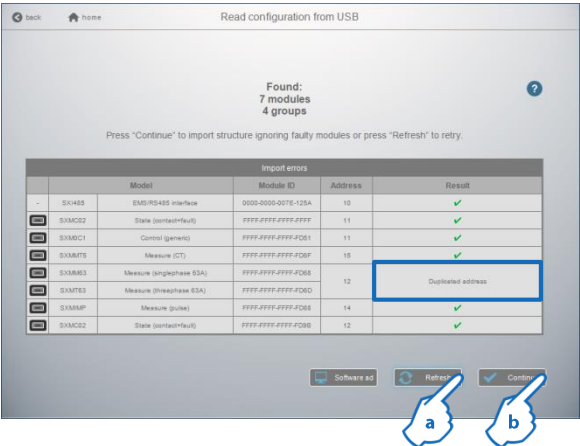 back home Read configuration from USB
Found:
7 modules
4 groups
?
Press "Continue" to import structure ignoring faulty modules or press "Refresh" to retry.
Import errors
Model Module ID Address Result
- SXI485 EMS/RS485 interface 0000-0000-007E-125A 10 ✓
SXMC02 State (contact+fault) FFFF-FFFF-FFFF-FFFF 11 ✓
SXM0C1 Control (generic) FFFF-FFFF-FFFF-FD51 11 ✓
SXMMT5 Measure (CT) FFFF-FFFF-FFFF-FD6F 15 ✓
SXMM63 Measure (singlephase 63A) FFFF-FFFF-FFFF-FD68
12 Duplicated address
SXMT63 Measure (threephase 63A) FFFF-FFFF-FFFF-FD6D
SXMIMP Measure (pulse) FFFF-FFFF-FFFF-FD88 14 ✓
SXMC02 State (contact+fault) FFFF-FFFF-FFFF-FD9B 12 ✓
Software ad Refresh Continu
a b